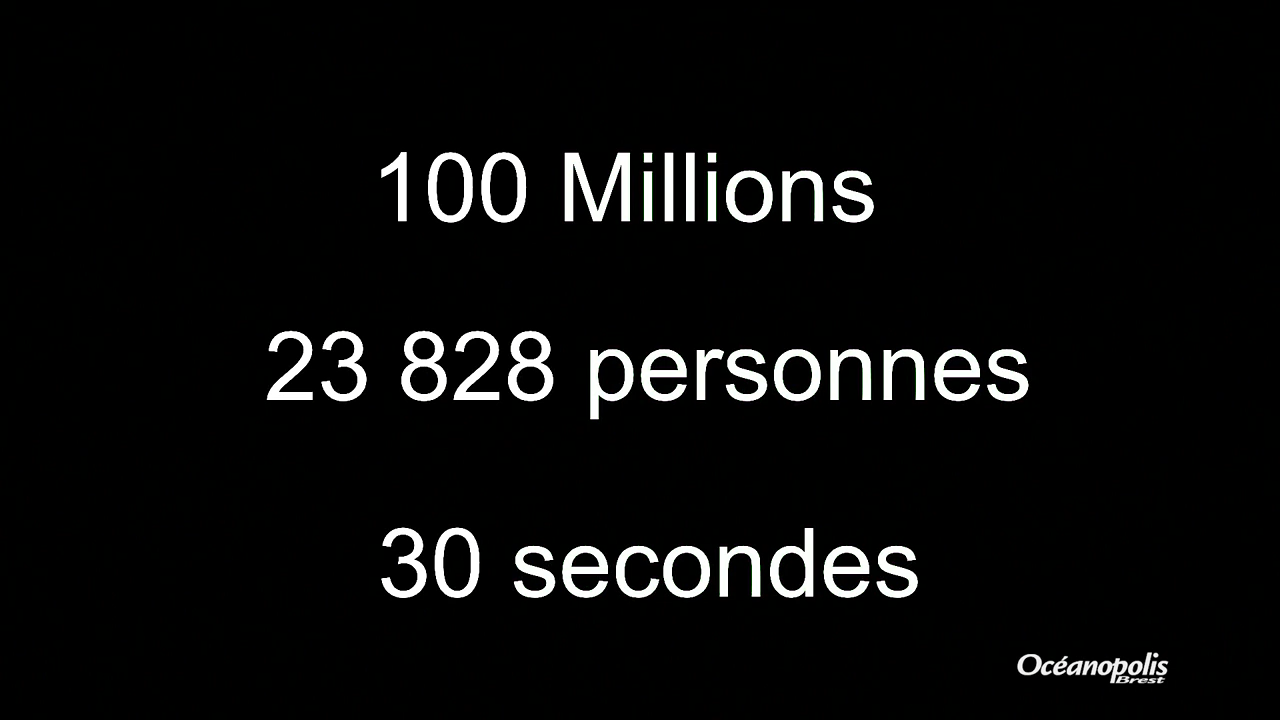 100 Millions
23 828 personnes
30 secondes
Océanopolis
Brest